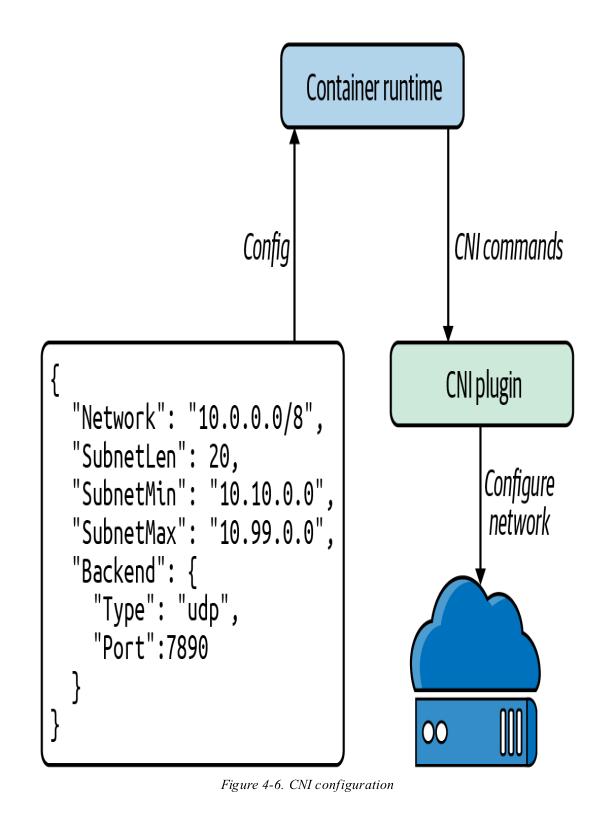 Container runtime
Config
CNI commands
{
  "Network": "10.0.0.0/8",
  "SubnetLen": 20,
  "SubnetMin": "10.10.0.0",
  "SubnetMax": "10.99.0.0",
  "Backend": {
    "Type": "udp",
    "Port":7890
  }
}
CNI plugin
Configure
network
Figure 4-6. CNI configuration